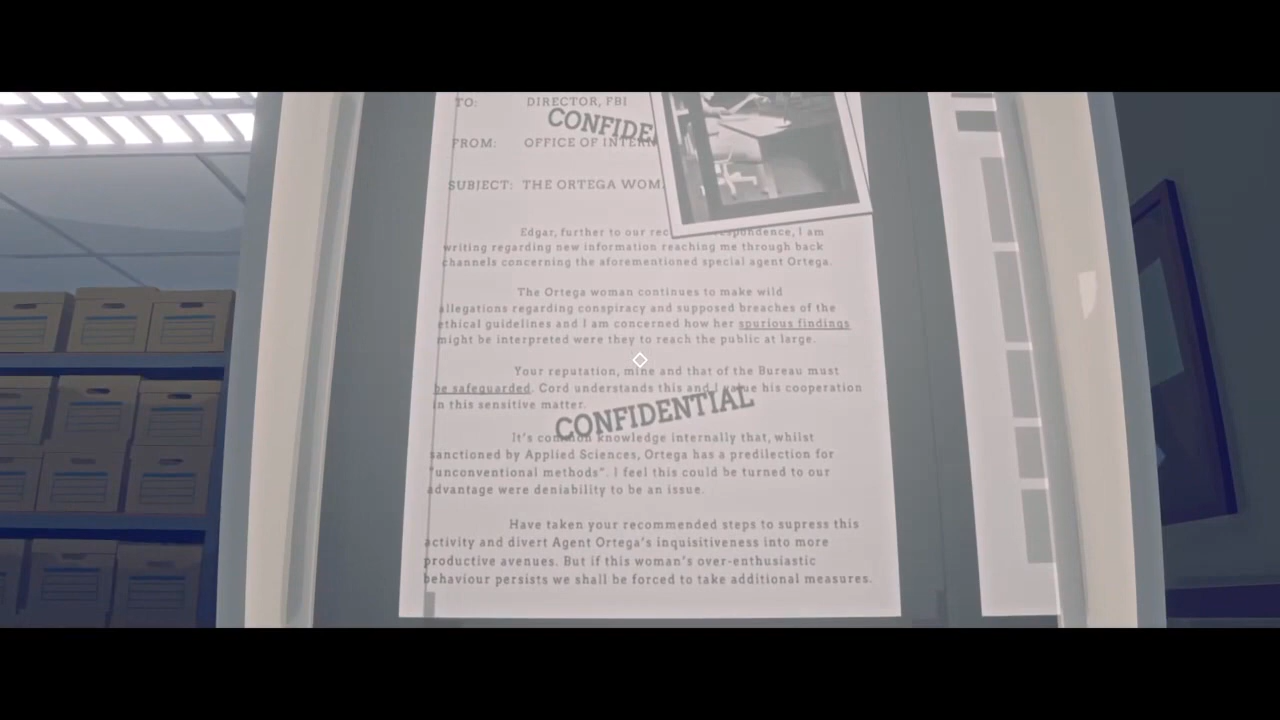 TO: DIRECTOR, FBI
CONFIDE
FROM: OFFICE OF INTERN
SUBJECT: THE ORTEGA WOM
Edgar, further to our rec pondence, I am
writing regarding new information reaching me through back
channels concerning the aforementioned special agent Ortega.
The Ortega woman continues to make wild
allegations regarding conspiracy and supposed breaches of the
ethical guidelines and I am concerned how her spurious findings
might be interpreted were they to reach the public at large.
Your reputation, mine and that of the Bureau must
be safeguarded. Cord understands this and I value his cooperation
in this sensitive matter.
CONFIDENTIAL
It's common knowledge internally that, whilst
sanctioned by Applied Sciences, Ortega has a predilection for
"unconventional methods". I feel this could be turned to our
advantage were deniability to be an issue.
Have taken your recommended steps to supress this
activity and divert Agent Ortega's inquisitiveness into more
productive avenues. But if this woman's over-enthusiastic
behaviour persists we shall be forced to take additional measures.